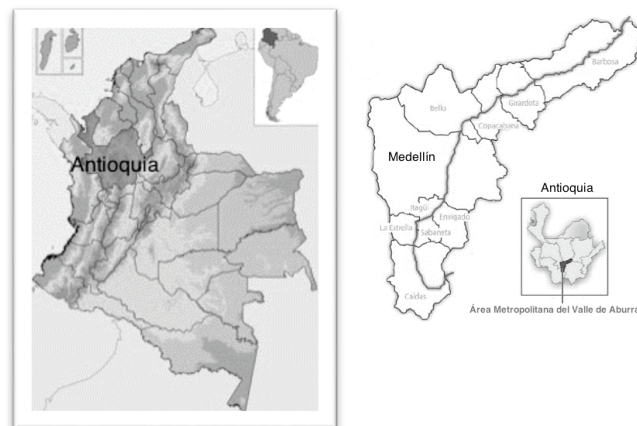 Antioquia
Barbosa
Bello
Girardota
Copacabana
Medellín
Antioquia
Itagüí
Envigado
La Estrella
Sabaneta
Caldas
Área Metropolitana del Valle de Aburrá